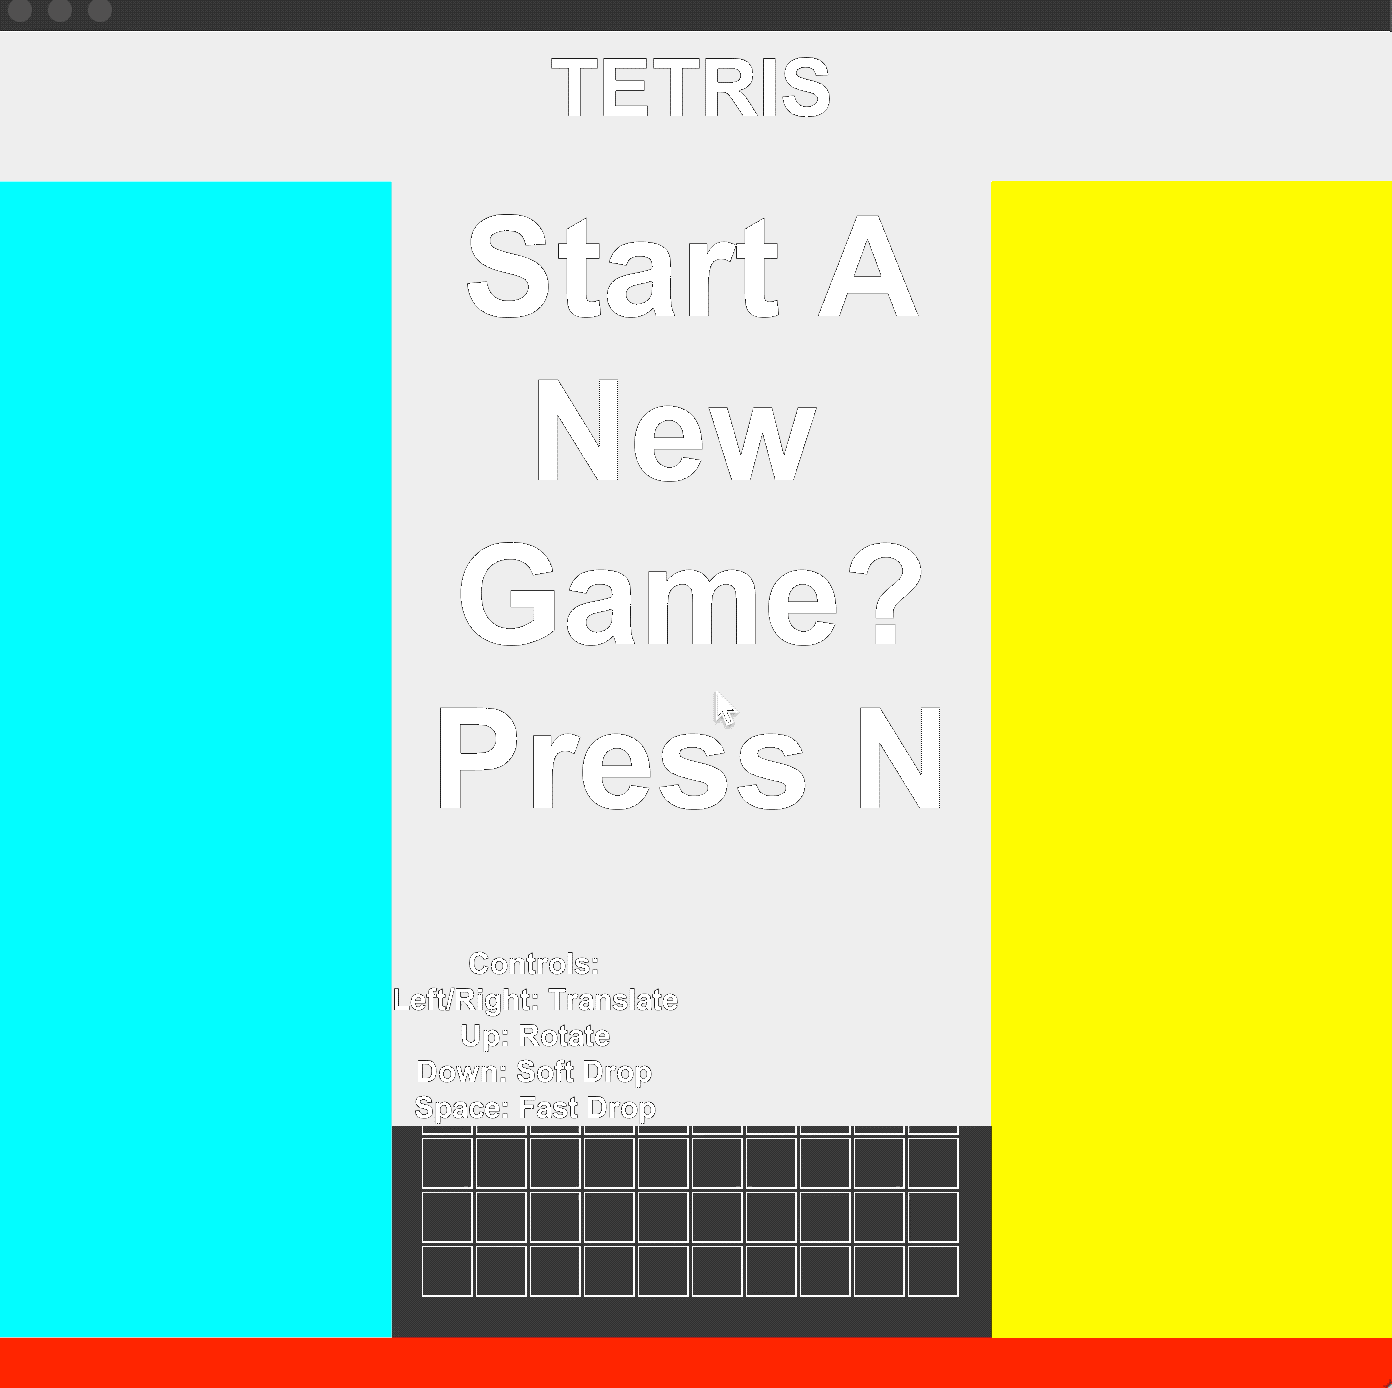 TETRIS
Start A
New
Game?
Press N
Controls:
Left/Right: Translate
Up: Rotate
Down: Soft Drop
Space: Fast Drop